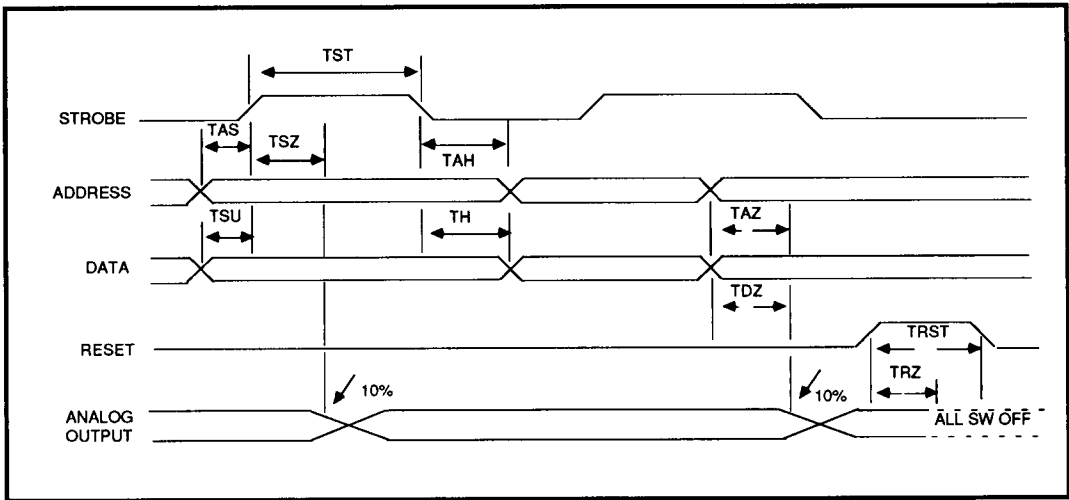 TST
STROBE
TAS
TSZ
TAH
ADDRESS
TSU
TH
TAZ
DATA
TDZ
RESET
TRST
TRZ
10%
10%
ANALOG
OUTPUT
ALL SW OFF